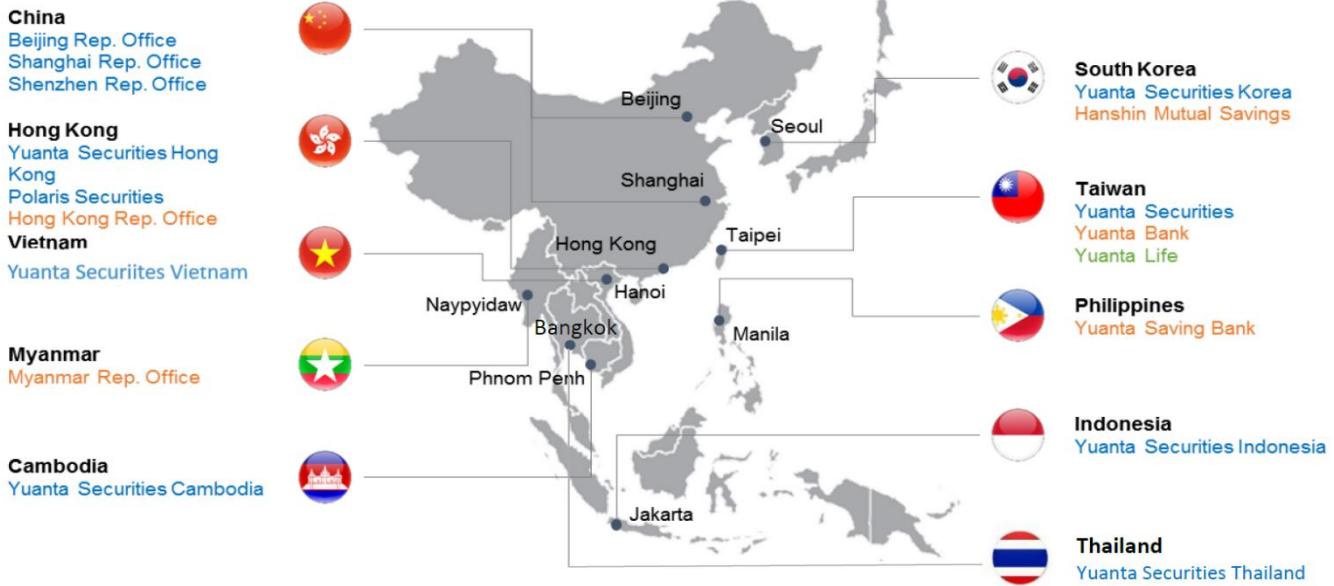 China
Beijing Rep. Office
Shanghai Rep. Office
Shenzhen Rep. Office
Hong Kong
Yuanta Securities Hong
Kong
Polaris Securities
Hong Kong Rep. Office
Vietnam
Yuanta Securiites Vietnam
Myanmar
Myanmar Rep. Office
Cambodia
Yuanta Securities Cambodia
Beijing
Seoul
Shanghai
Hong Kong
Taipei
Hanoi
Naypyidaw
Bangkok
Manila
Phnom Penh
Jakarta
South Korea
Yuanta Securities Korea
Hanshin Mutual Savings
Taiwan
Yuanta Securities
Yuanta Bank
Yuanta Life
Philippines
Yuanta Saving Bank
Indonesia
Yuanta Securities Indonesia
Thailand
Yuanta Securities Thailand